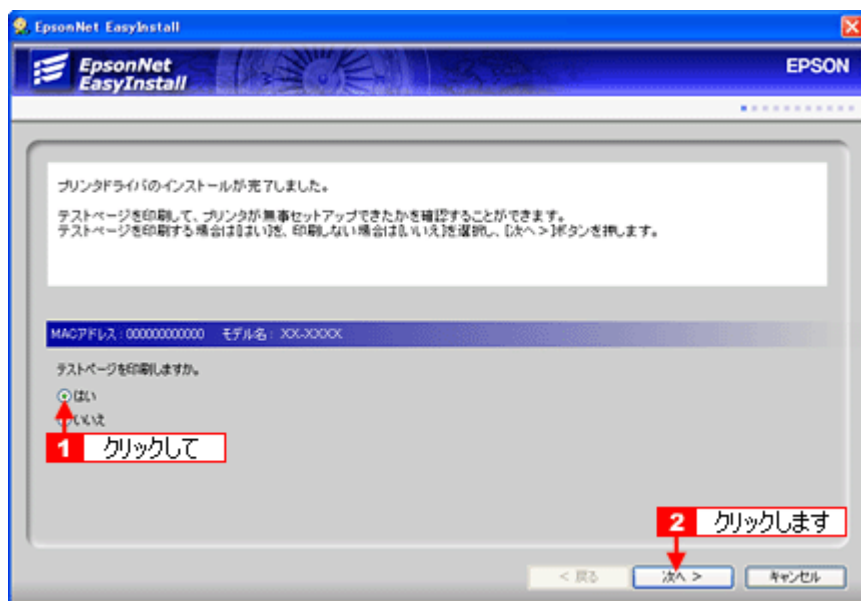 EpsonNet EasyInstall
EpsonNet
EasyInstall
EPSON
プリンタドライバのインストールが完了しました。
テストページを印刷して、プリンタが無事セットアップできたかを確認することができます。
テストページを印刷する場合は[はい]を、印刷しない場合は[いいえ]を選択し、[次へ >]ボタンを押します。
MACアドレス : 000000000000 モデル名 : XX-XXXX
テストページを印刷しますか。
はい
いいえ
1 クリックして
2 クリックします
< 戻る 次へ > キャンセル